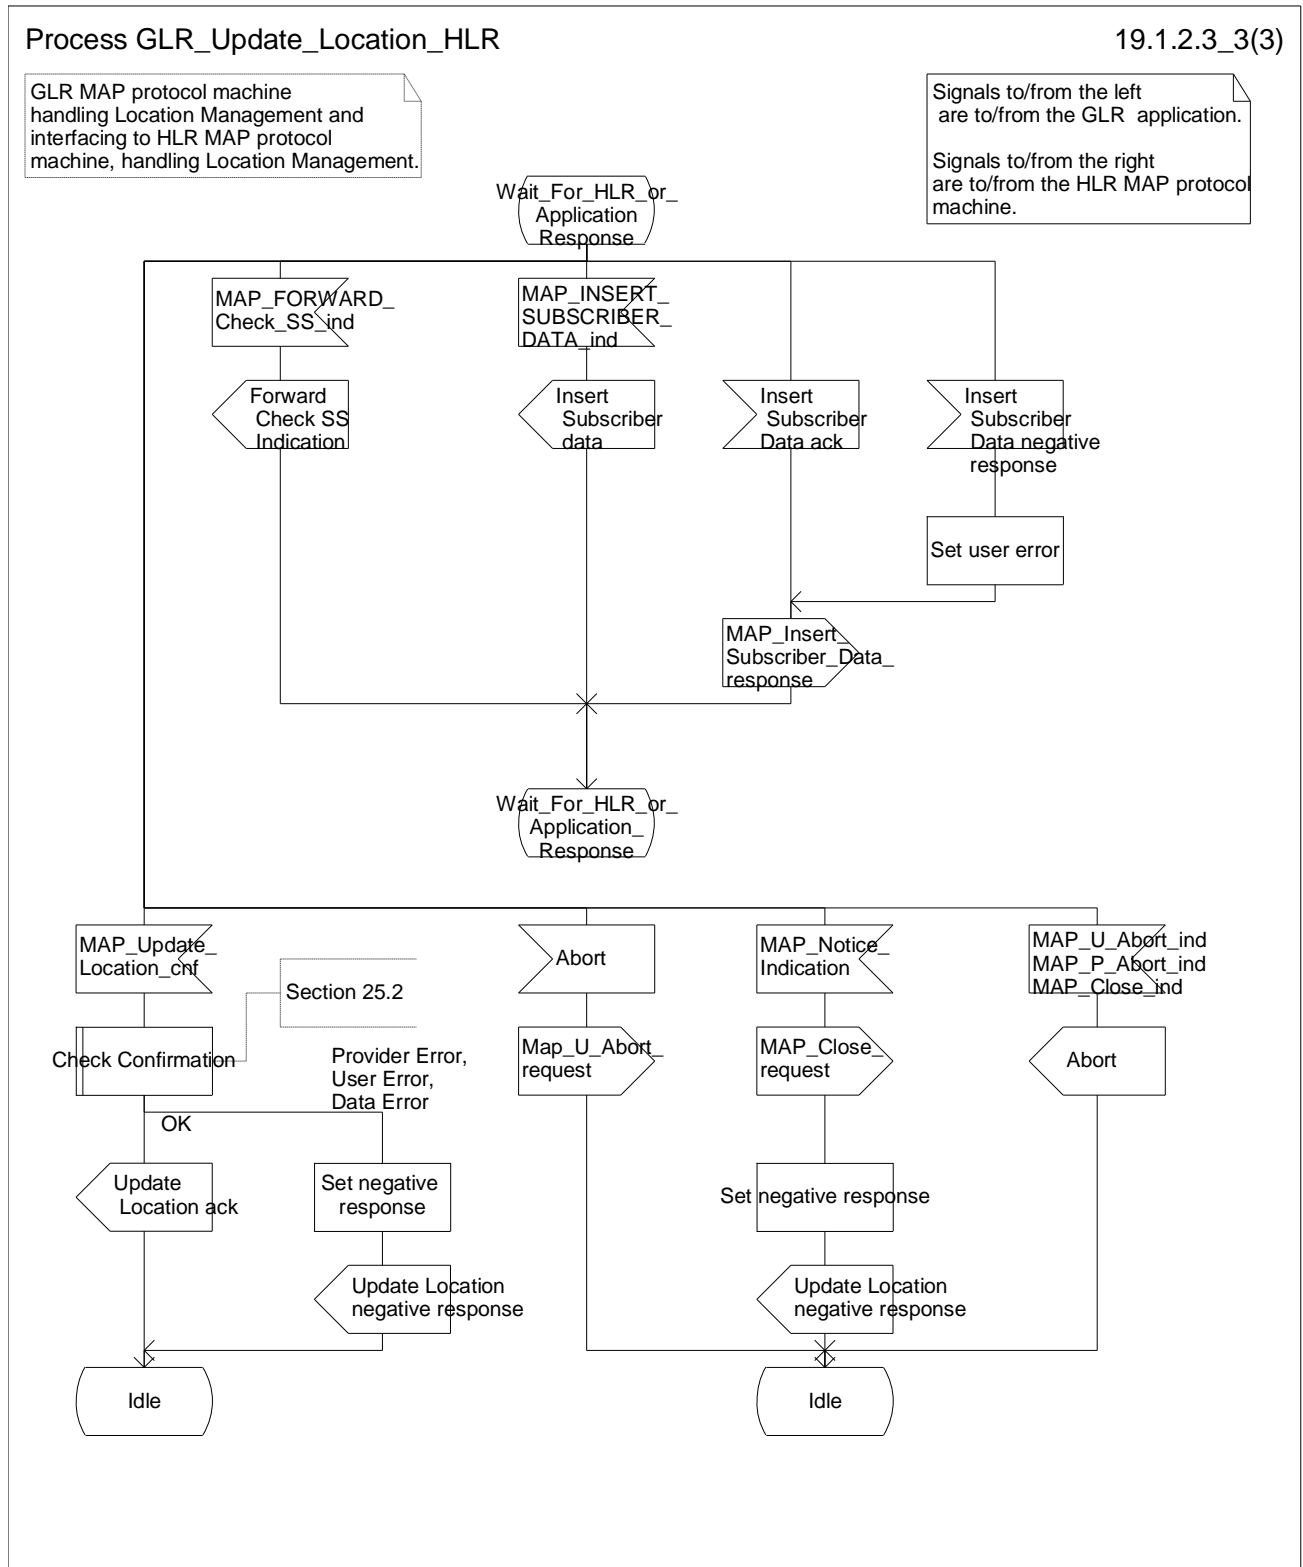 Process GLR_Update_Location_HLR
19.1.2.3_3(3)
GLR MAP protocol machine
handling Location Management and
interfacing to HLR MAP protocol
machine, handling Location Management.
Signals to/from the left
are to/from the GLR application.
Signals to/from the right
are to/from the HLR MAP protocol
machine.
Wait_For_HLR_or_
Application
Response
MAP_FORWARD_
Check_SS_ind
MAP_INSERT_
SUBSCRIBER_
DATA_ind
Forward
Check SS
Indication
Insert
Subscriber
data
Insert
Subscriber
Data ack
Insert
Subscriber
Data negative
response
Set user error
MAP_Insert_
Subscriber_Data_
response
Wait_For_HLR_or_
Application_
Response
MAP_Update_
Location_cnf
Section 25.2
Abort
MAP_Notice_
Indication
MAP_U_Abort_ind
MAP_P_Abort_ind
MAP_Close_ind
Check Confirmation
Provider Error,
User Error,
Data Error
Map_U_Abort_
request
MAP_Close_
request
Abort
OK
Update
Location ack
Set negative
response
Set negative response
Update Location
negative response
Update Location
negative response
Idle
Idle